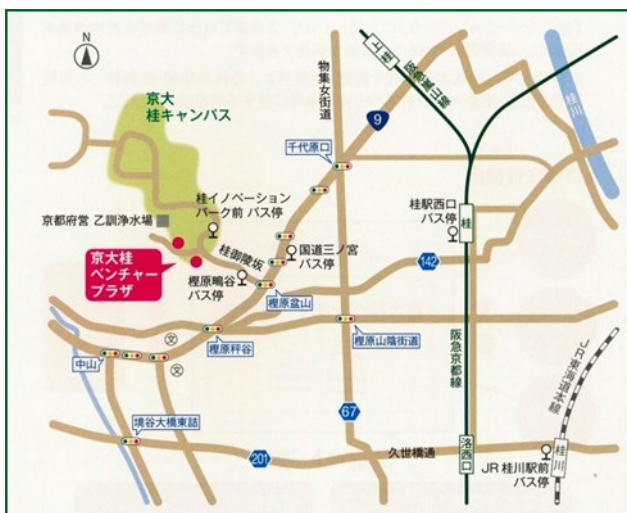 N
京大
桂キャンパス
物集女街道
上桂
阪急嵐山線
桂川
9
千代原口
桂イノベーション
パーク前 バス停
京都府営 乙訓浄水場
桂駅西口
バス停
桂
京大桂
ベンチャー
プラザ
桂御陵坂
国道三ノ宮
バス停
樫原鴫谷
バス停
142
樫原盆山
文
樫原秤谷
樫原山陰街道
中山
文
阪急京都線
JR東海道本線
67
境谷大橋東詰
201
久世橋通
洛西口
桂川
JR 桂川駅前
バス停